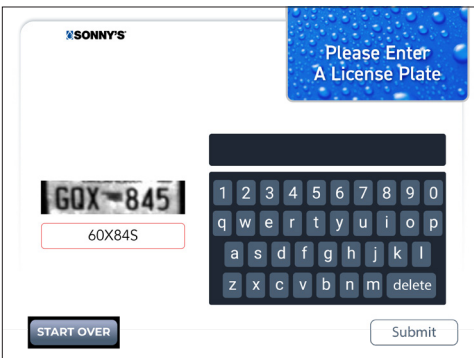 SONNY'S
Please Enter
A License Plate
GQX-845
60X84S
1 2 3 4 5 6 7 8 9 0
q w e r t y u i o p
a s d f g h j k l
z x c v b n m delete
START OVER
Submit